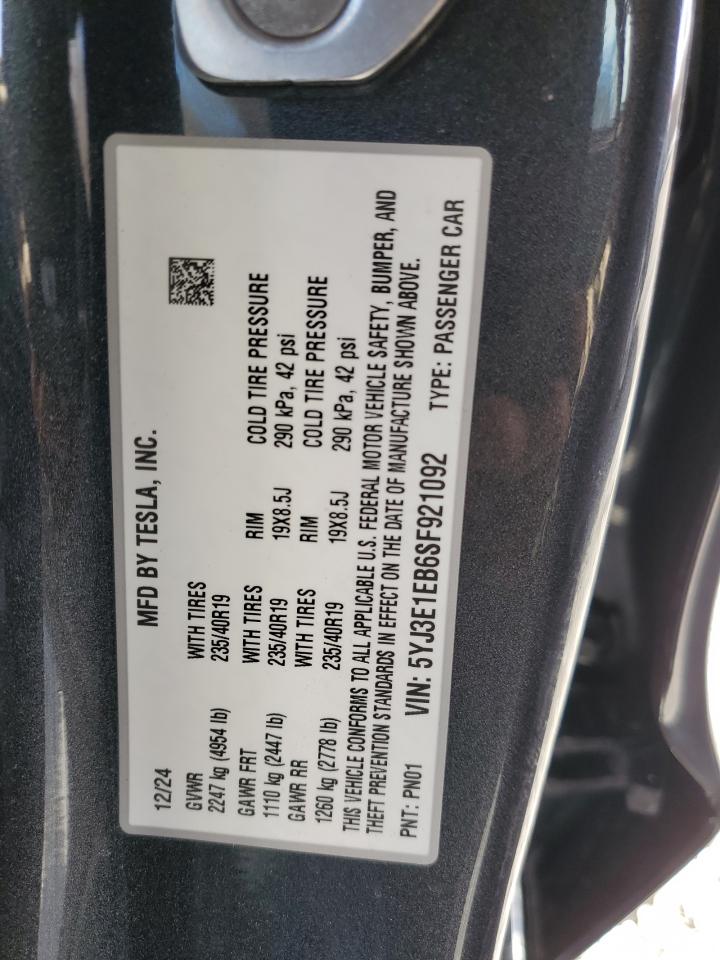 MFD BY TESLA, INC.
12/24
GVWR WITH TIRES
2247 kg (4954 lb) 235/40R19
GAWR FRT WITH TIRES RIM COLD TIRE PRESSURE
1110 kg (2447 lb) 235/40R19 19X8.5J 290 kPa, 42 psi
GAWR RR WITH TIRES RIM COLD TIRE PRESSURE
1260 kg (2778 lb) 235/40R19 19X8.5J 290 kPa, 42 psi
THIS VEHICLE CONFORMS TO ALL APPLICABLE U.S. FEDERAL MOTOR VEHICLE SAFETY, BUMPER, AND
THEFT PREVENTION STANDARDS IN EFFECT ON THE DATE OF MANUFACTURE SHOWN ABOVE.
PNT: PN01 VIN: 5YJ3E1EB6SF921092 TYPE: PASSENGER CAR